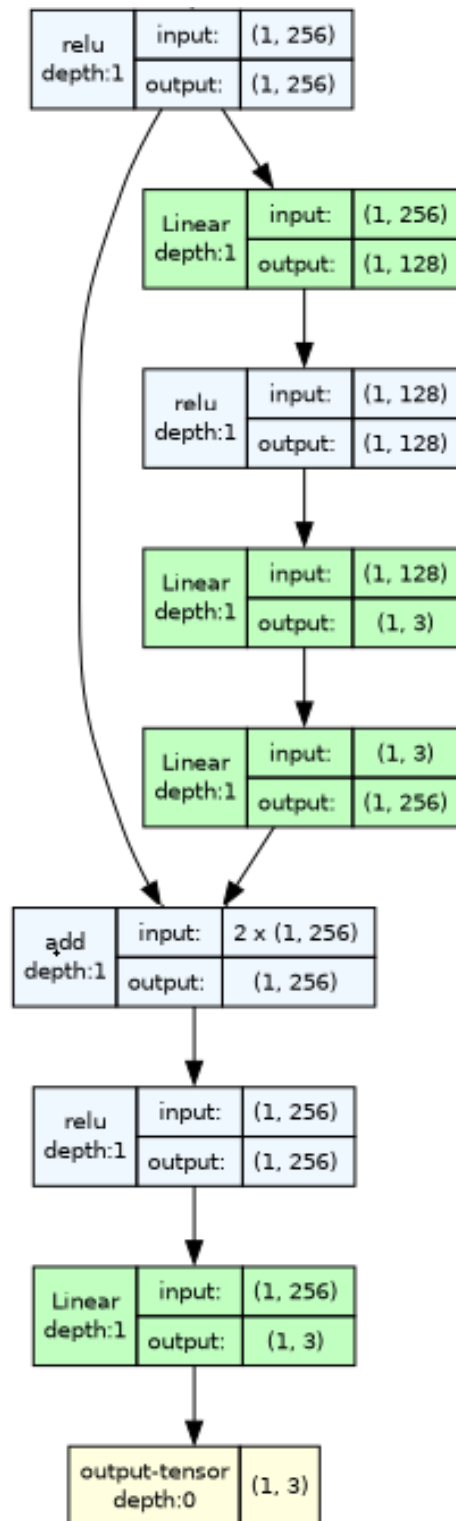 relu
depth:1
input:
(1, 256)
output:
(1, 256)
Linear
depth:1
input:
(1, 256)
output:
(1, 128)
relu
depth:1
input:
(1, 128)
output:
(1, 128)
Linear
depth:1
input:
(1, 128)
output:
(1, 3)
Linear
depth:1
input:
(1, 3)
output:
(1, 256)
add
depth:1
input:
2 x (1, 256)
output:
(1, 256)
relu
depth:1
input:
(1, 256)
output:
(1, 256)
Linear
depth:1
input:
(1, 256)
output:
(1, 3)
output-tensor
depth:0
(1, 3)